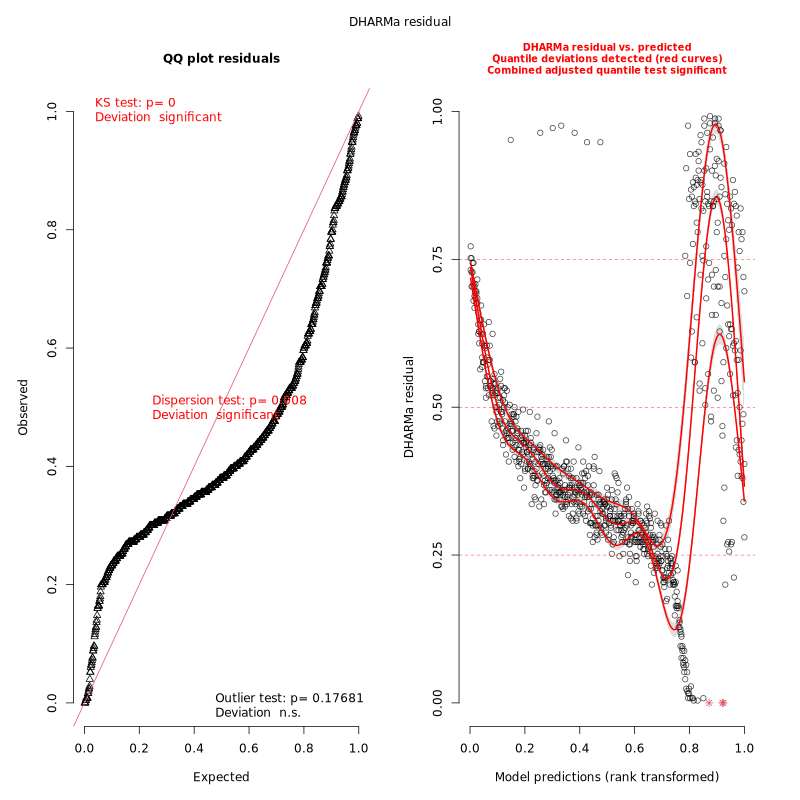 DHARMa residual
QQ plot residuals
KS test: p= 0
Deviation significant
Dispersion test: p= 0.008
Deviation significant
Outlier test: p= 0.17681
Deviation n.s.
Observed
0.0
0.2
0.4
0.6
0.8
1.0
0.0
0.2
0.4
0.6
0.8
1.0
Expected
DHARMa residual vs. predicted
Quantile deviations detected (red curves)
Combined adjusted quantile test significant
DHARMa residual
0.00
0.25
0.50
0.75
1.00
0.0
0.2
0.4
0.6
0.8
1.0
Model predictions (rank transformed)